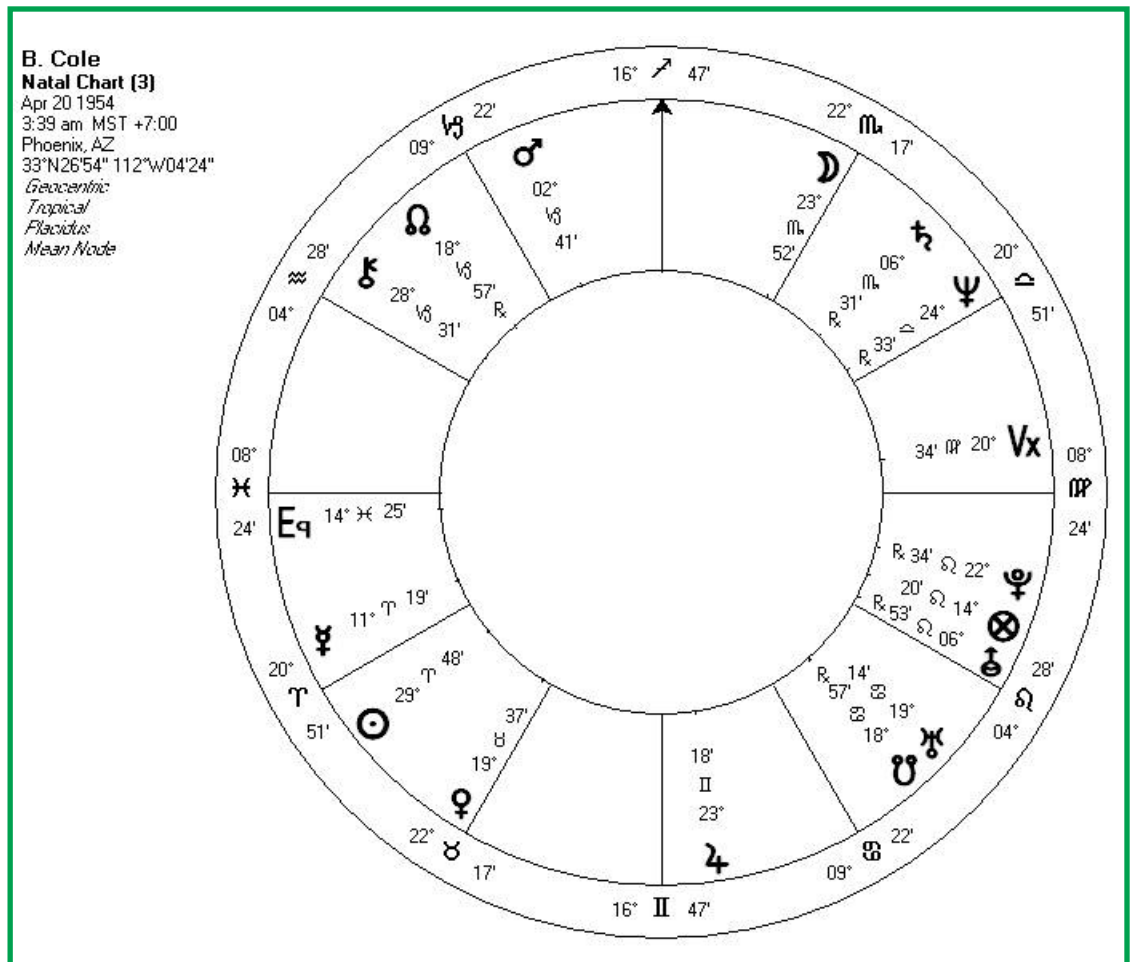 B. Cole
Natal Chart (3)
Apr 20 1954
3:39 am MST +7:00
Phoenix, AZ
33°N26'54" 112°W04'24"
Geocentric
Tropical
Placidus
Mean Node
16° ♐ 47'
22° ♏ 17'
20° ♎ 51'
08° ♍ 24'
28' ♌ 04°
22' ♋ 09°
16° ♊ 47'
22° ♉ 17'
20° ♈ 51'
08° ♓ 24'
28' ♒ 04°
09° ♑ 22'
♂ 02° ♑ 41'
☽ 23° ♏ 52'
♄ 06° ♏ 31' ℞
♆ 24° ♎ 33' ℞
Vx 20° ♍ 34'
♇ 22° ♌ 34' ℞
⊗ 14° ♌ 20'
06° ♌ 53' ℞
♅ 19° ♋ 14'
☋ 18° ♋ 57' ℞
♃ 23° ♊ 18'
♀ 19° ♉ 37'
☉ 29° ♈ 48'
☿ 11° ♈ 19'
Eq 14° ♓ 25'
⚷ 28° ♑ 31'
☊ 18° ♑ 57' ℞